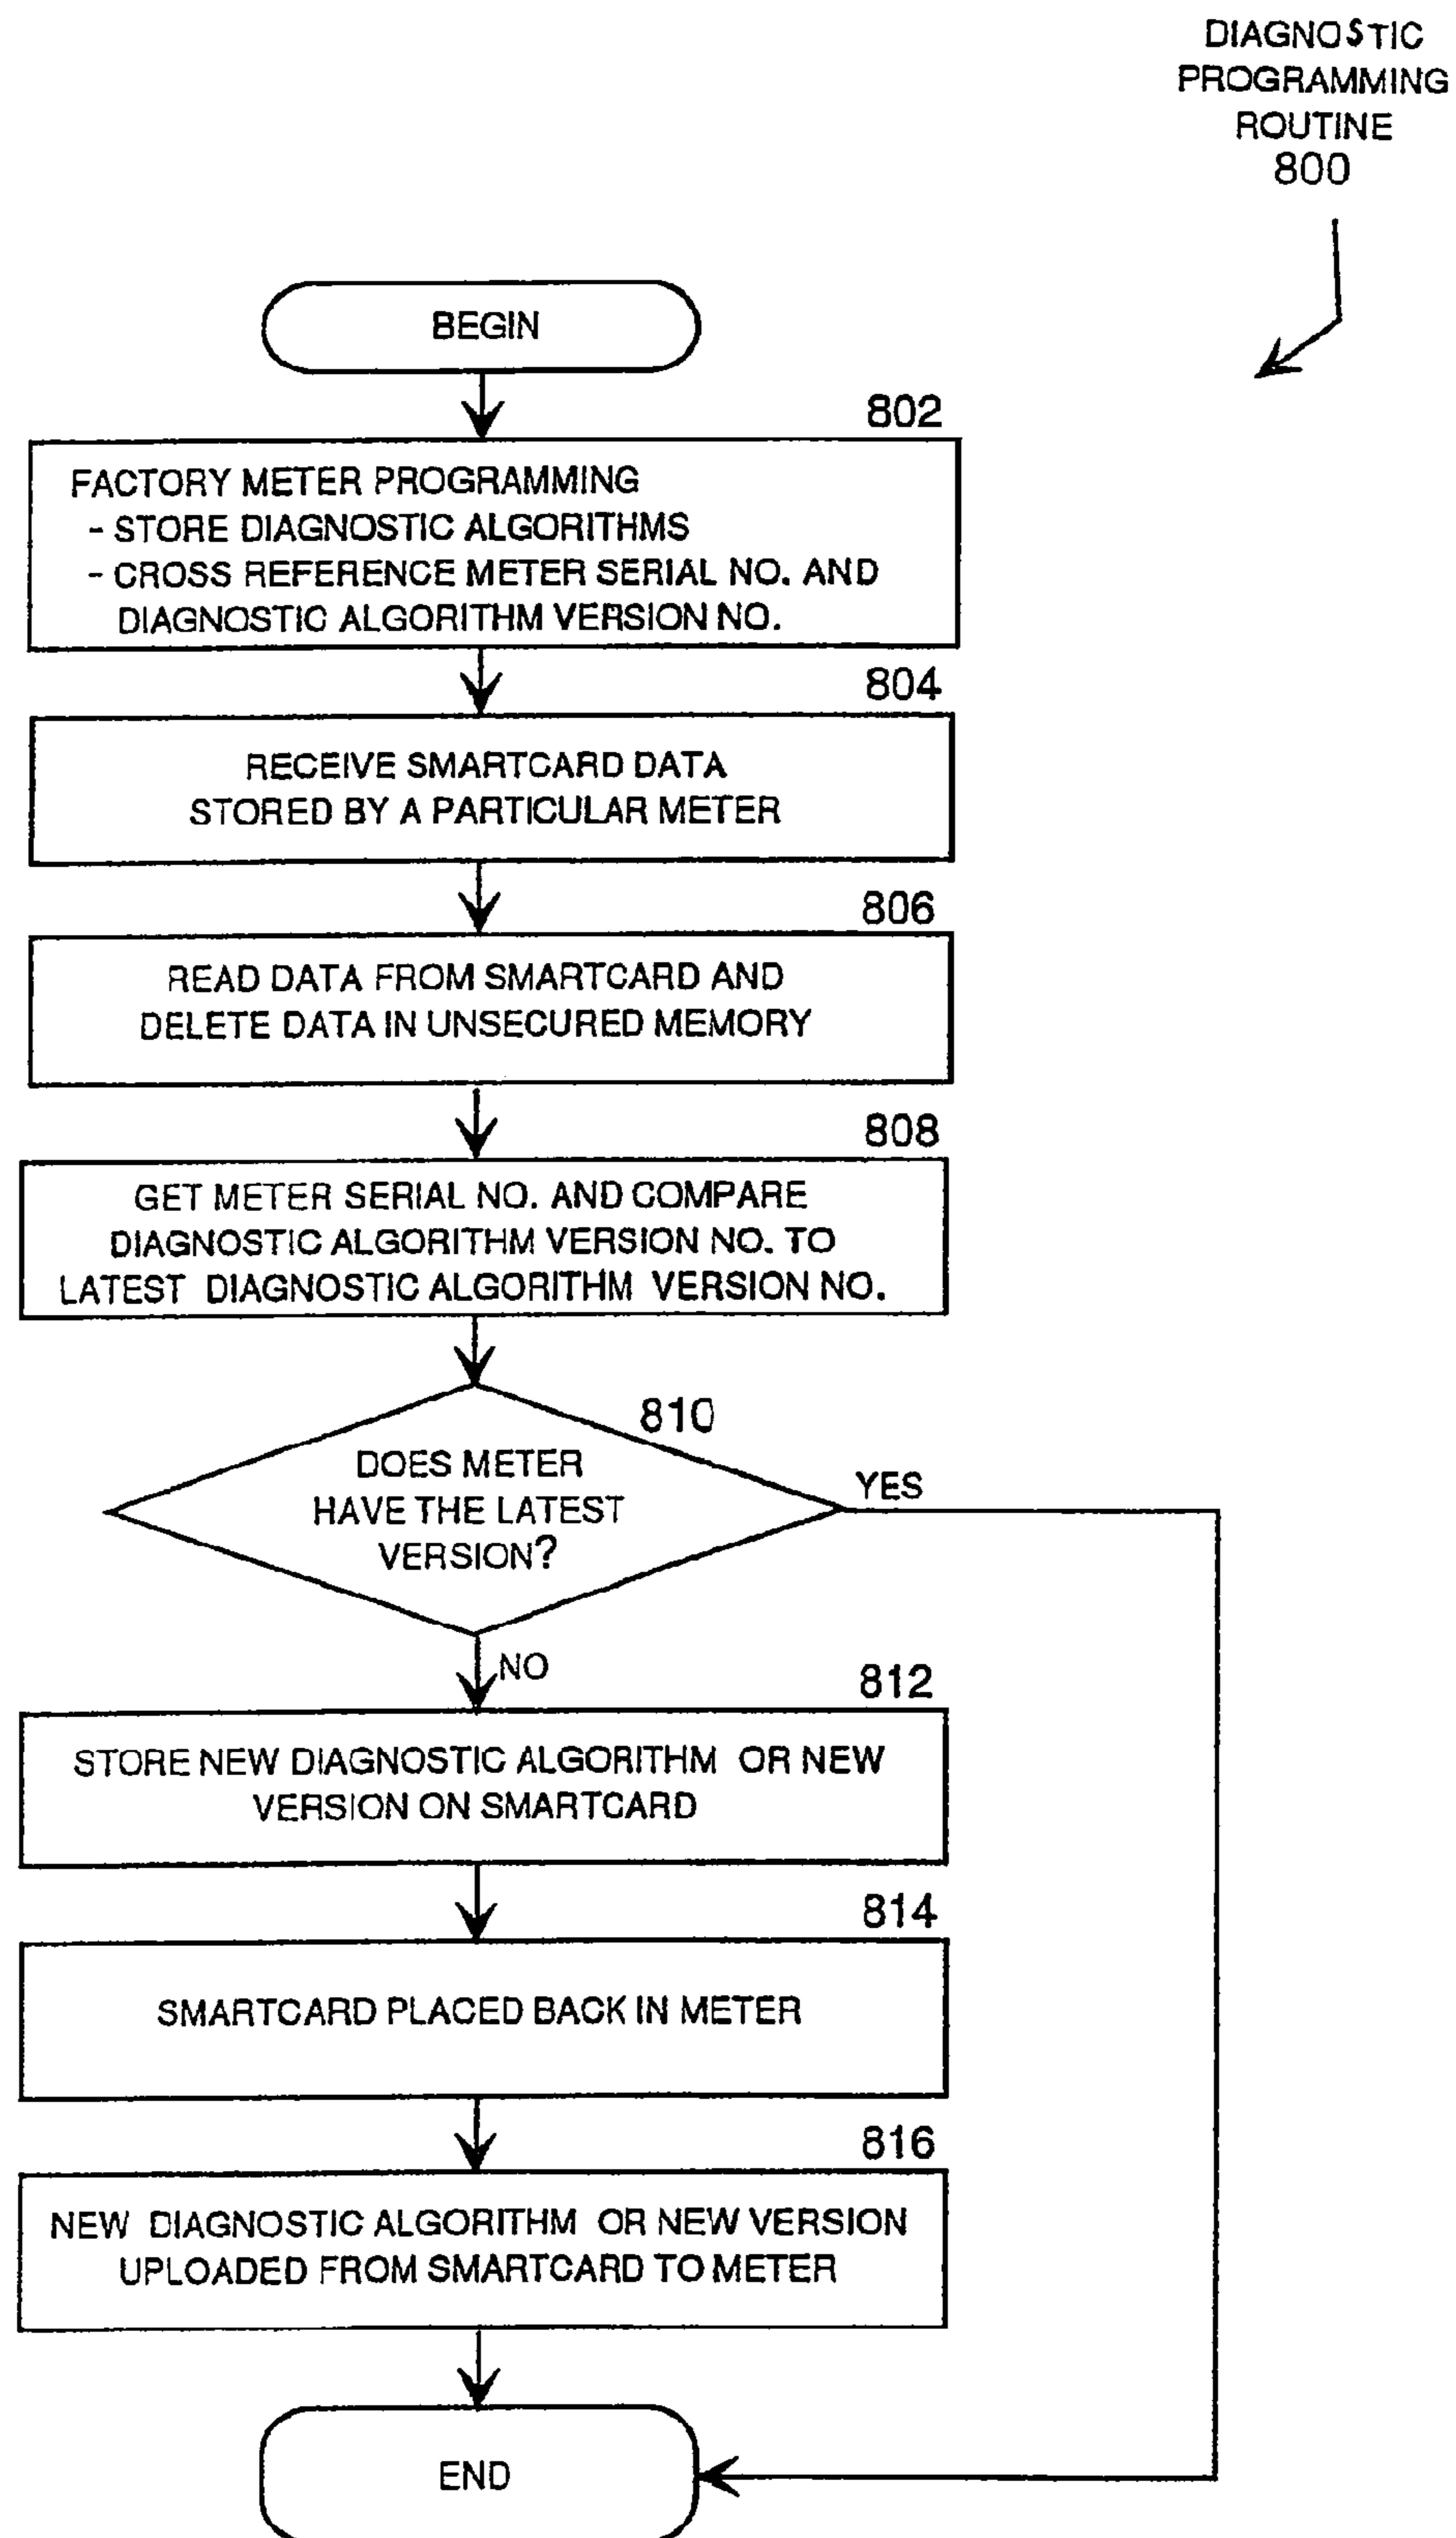 DIAGNOSTIC
PROGRAMMING
ROUTINE
800
BEGIN
802
FACTORY METER PROGRAMMING
- STORE DIAGNOSTIC ALGORITHMS
- CROSS REFERENCE METER SERIAL NO. AND
DIAGNOSTIC ALGORITHM VERSION NO.
804
RECEIVE SMARTCARD DATA
STORED BY A PARTICULAR METER
806
READ DATA FROM SMARTCARD AND
DELETE DATA IN UNSECURED MEMORY
808
GET METER SERIAL NO. AND COMPARE
DIAGNOSTIC ALGORITHM VERSION NO. TO
LATEST DIAGNOSTIC ALGORITHM VERSION NO.
810
DOES METER
HAVE THE LATEST
VERSION?
YES
NO
812
STORE NEW DIAGNOSTIC ALGORITHM OR NEW
VERSION ON SMARTCARD
814
SMARTCARD PLACED BACK IN METER
816
NEW DIAGNOSTIC ALGORITHM OR NEW VERSION
UPLOADED FROM SMARTCARD TO METER
END